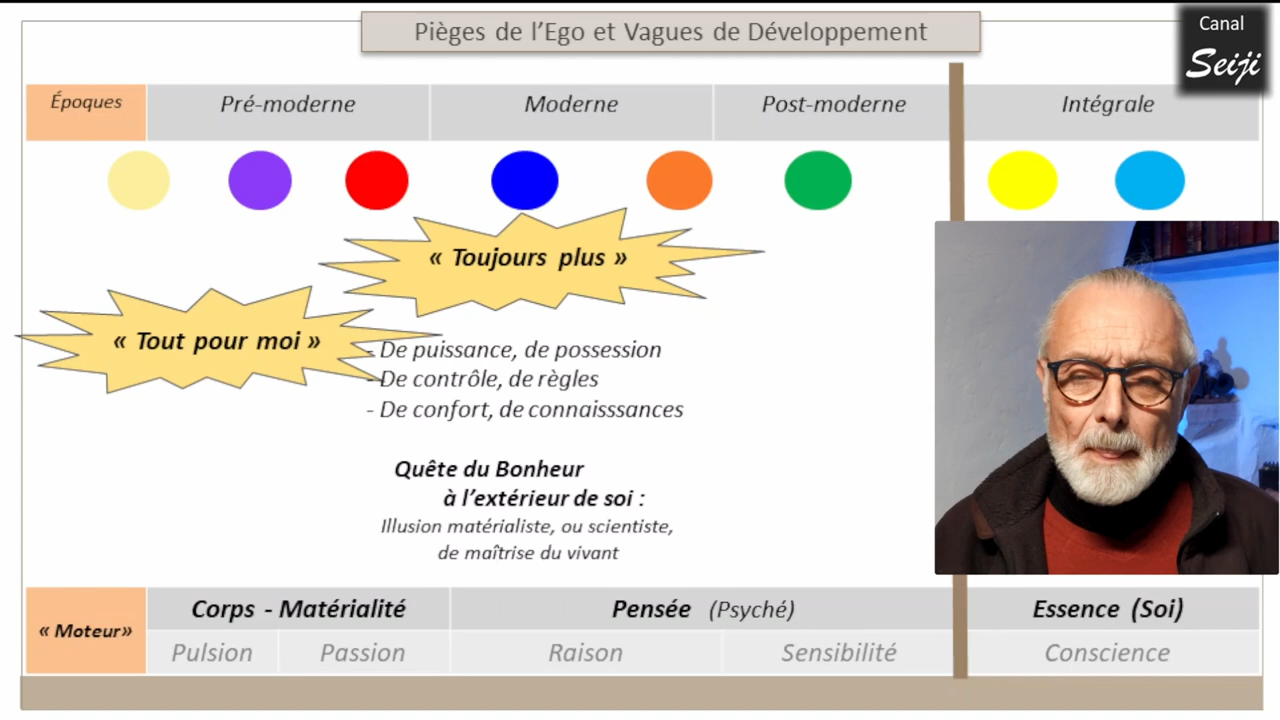 Pièges de l'Ego et Vagues de Développement
Canal
Seiji
Époques
Pré-moderne
Moderne
Post-moderne
Intégrale
« Toujours plus »
« Tout pour moi »
- De puissance, de possession
- De contrôle, de règles
- De confort, de connaisssances
Quête du Bonheur
à l'extérieur de soi :
Illusion matérialiste, ou scientiste,
de maîtrise du vivant
« Moteur»
Corps - Matérialité
Pensée (Psyché)
Essence (Soi)
Pulsion
Passion
Raison
Sensibilité
Conscience